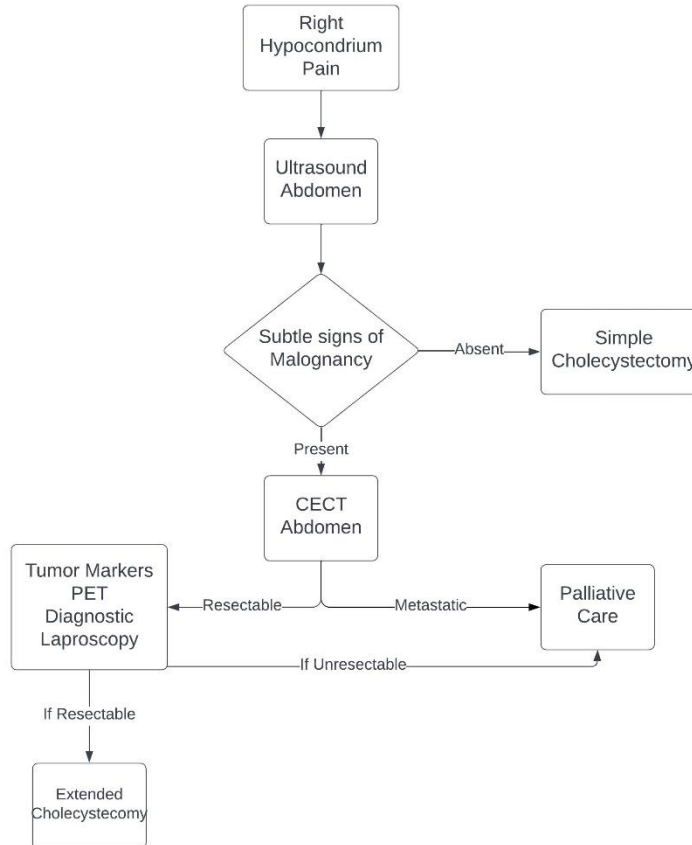 Right
Hypocondrium
Pain
Ultrasound
Abdomen
Subtle signs of
Malognancy
Absent
Simple
Cholecystectomy
Present
CECT
Abdomen
Tumor Markers
PET
Diagnostic
Laproscopy
Resectable
Metastatic
Palliative
Care
If Unresectable
If Resectable
Extended
Cholecystecomy